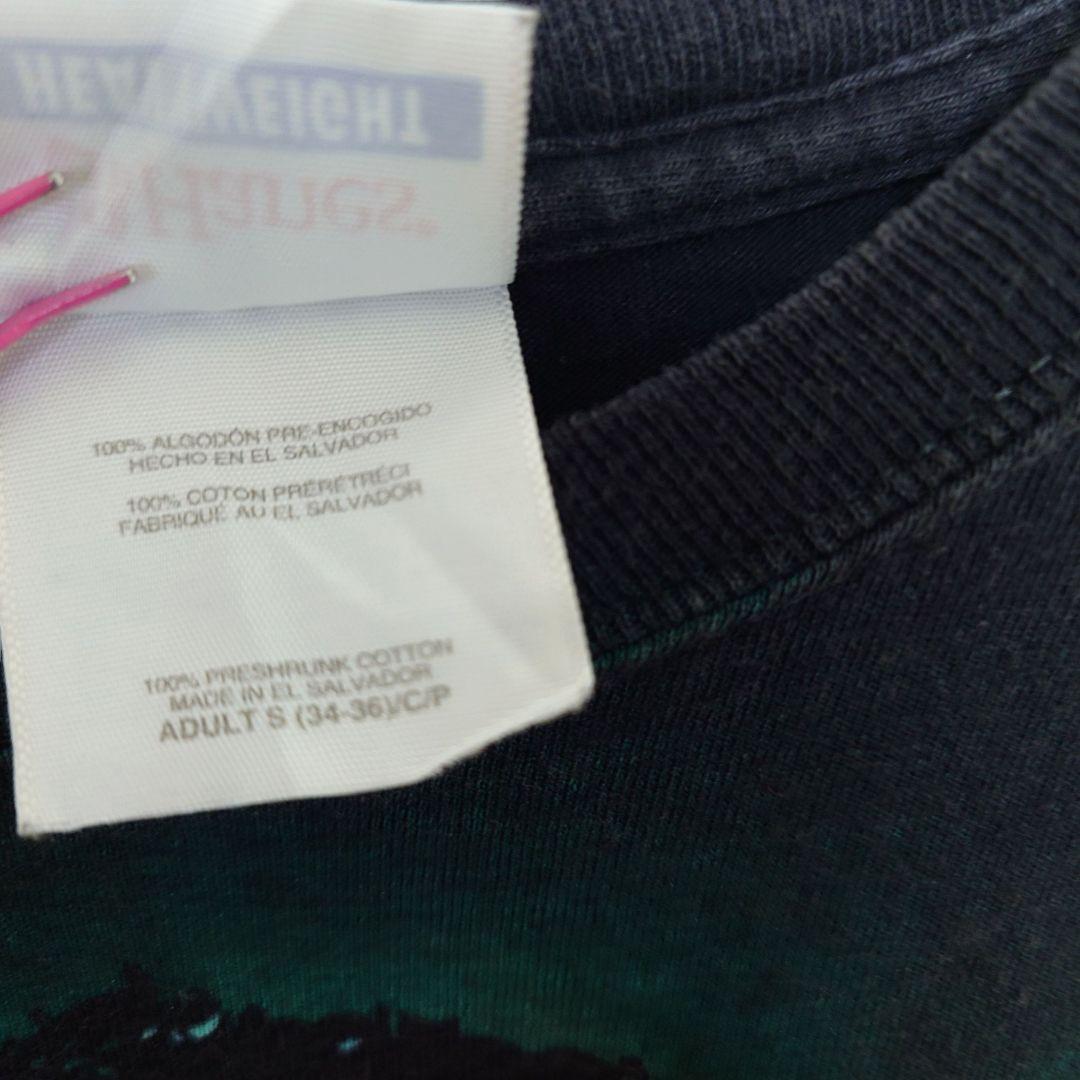 HEAVYWEIGHT
Hanes®
100% ALGODÓN PRE-ENCOGIDO
HECHO EN EL SALVADOR
100% COTON PRÉRÉTRÉCI
FABRIQUÉ AU EL SALVADOR
100% PRESHRUNK COTTON
MADE IN EL SALVADOR
ADULT S (34-36)/C/P